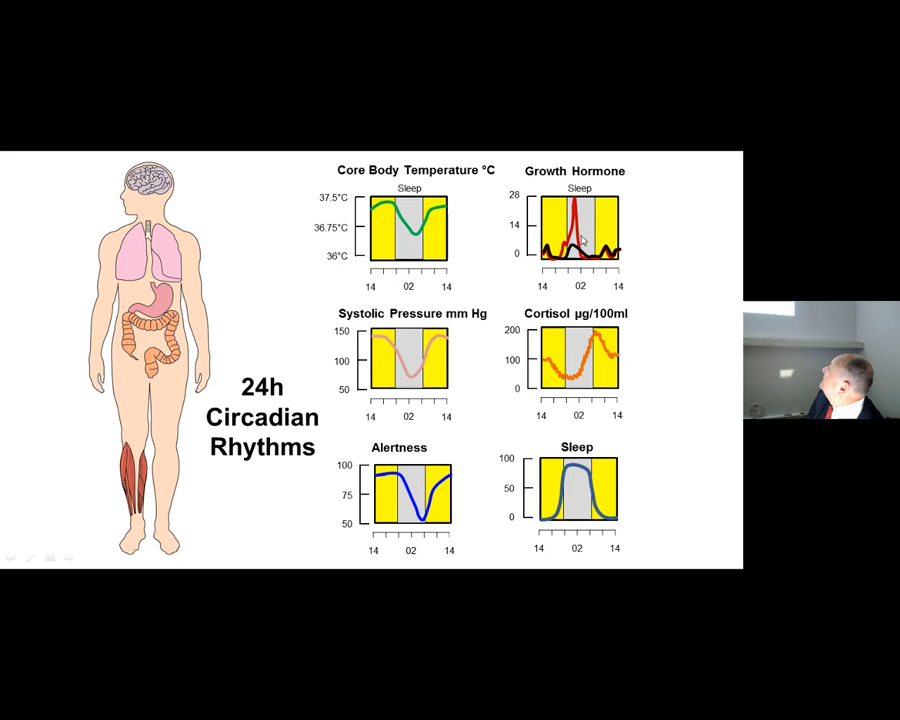 Core Body Temperature °C
Sleep
37.5°C
36.75°C
36°C
14 02 14
Growth Hormone
Sleep
28
14
0
14 02 14
Systolic Pressure mm Hg
150
100
50
14 02 14
Cortisol µg/100ml
200
100
0
14 02 14
24h
Circadian
Rhythms
Alertness
100
75
50
14 02 14
Sleep
100
50
0
14 02 14